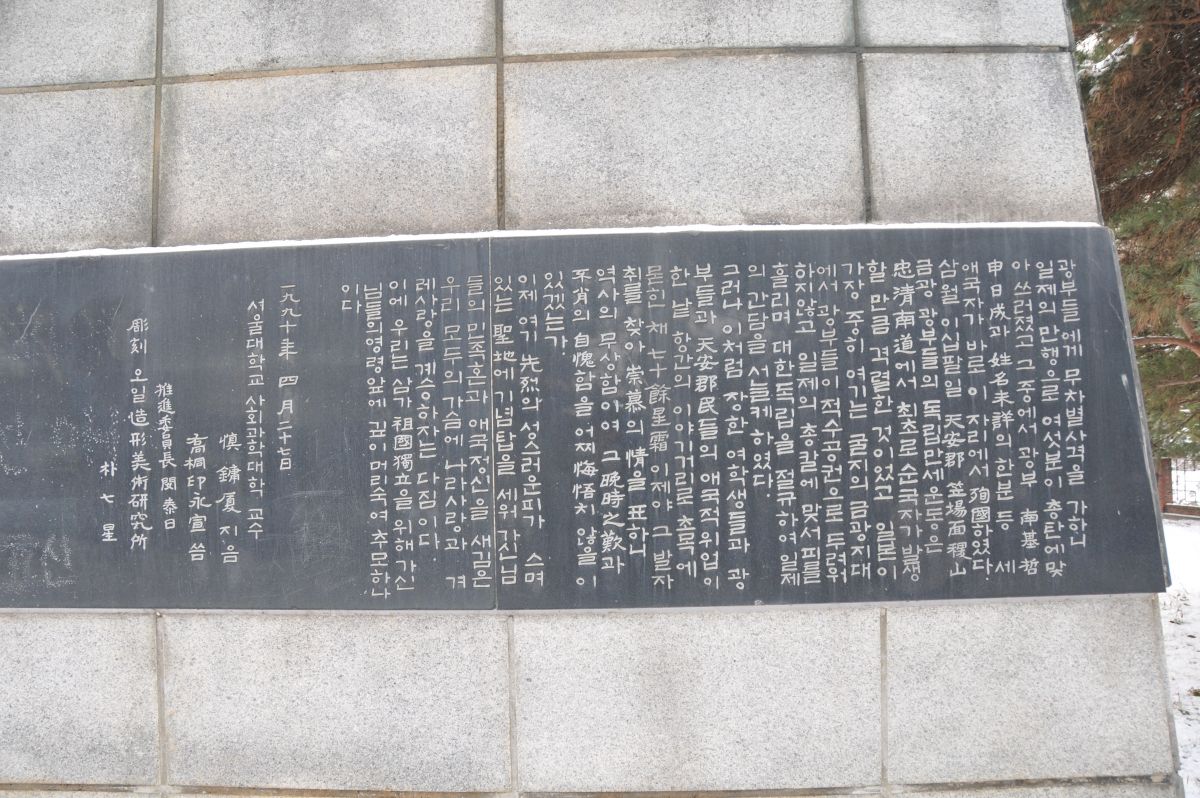 광부들에게 무차별사격을 가하니
일제의 만행으로 여섯분이 총탄에맞
아 쓰러졌고 그중에서 광부 南基哲
申日成과 姓名未詳의 한분 등 세
애국자가 바로 이 자리에서 殉國하였다.
삼월 이십팔일 天安郡 笠場面 稷山
금광 광부들의 독립만세운동은
忠淸南道에서 최초로 순국자가 발생
할 만큼 격렬한 것이었고 일본이
가장 중히 여기는 굴지의 금광지대
에서 광부들이 적수공권으로 두려워
하지않고 일제의 총칼에 맞서 피를
흘리며 대한독립을 절규하여 일제
의 간담을 서늘케 하였다.
그러나 이처럼 장한 여학생들과 광
부들과 天安郡民들의 애국적 위업이
한 낱 항간의 이야기거리로 초목에
묻힌 채 七十餘星霜 이제야 그 발자
취를 찾아 崇慕의 情을 표하니
역사의 무상함이여 그 晩時之歎과
不肖의 自愧함을 어찌 悔悟치 않을 이
있겠는가
이제 여기 先烈의 성스러운피가 스며
있는 聖地에 기념탑을 세워 가신님
들의 민족혼과 애국정신을 새김은
우리 모두의 가슴에 나라사랑과 겨
레사랑을 계승하자는 다짐이다.
이에 우리는 삼가 祖國獨立을 위해 가신
님들의 영령앞에 깊이 머리숙여 추모하나
이다
一九九十年 四月 二十七日
서울대학교 사회과학대학 교수
愼鏞廈 지음
高桐 印永宣 씀
推進委員長 閔泰日
彫刻 오일造形美術研究所
朴七星